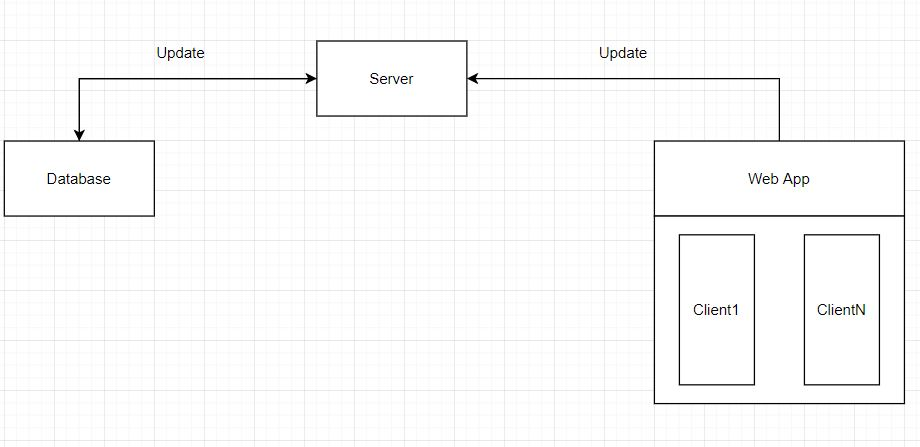 Update
Update
Server
Database
Web App
Client1
ClientN